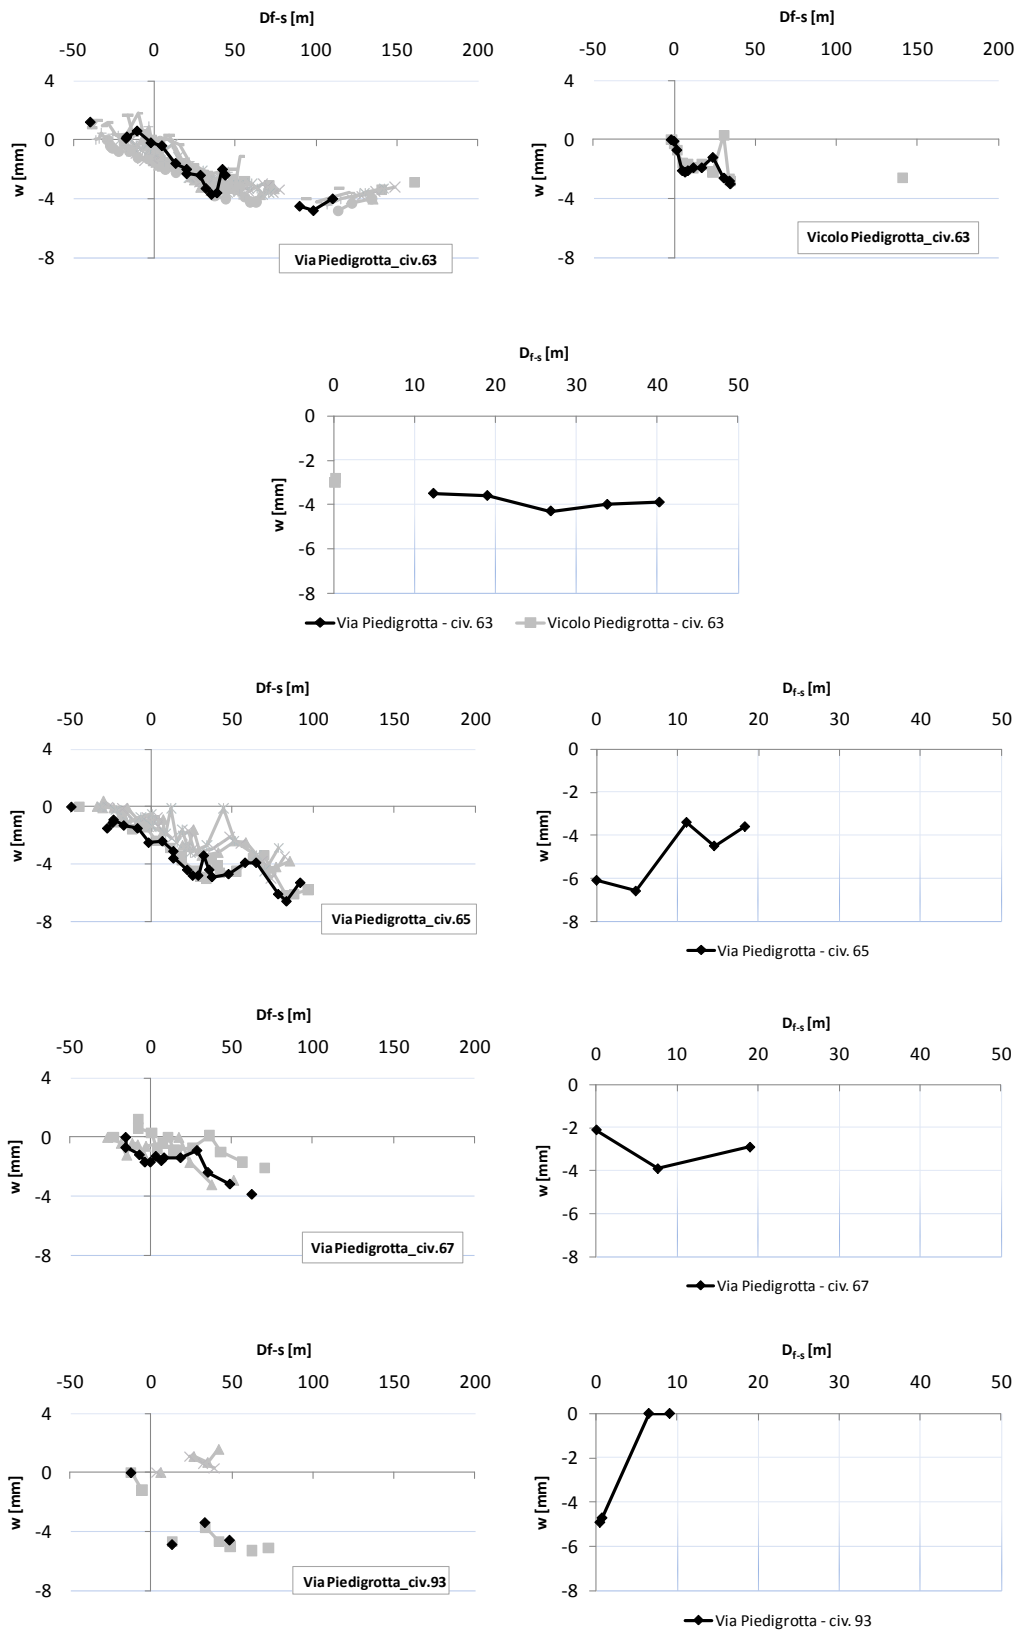 Df-s [m]
-50 0 50 100 150 200
4
0
-4
-8
w [mm]
Via Piedigrotta_civ.63
Df-s [m]
-50 0 50 100 150 200
4
0
-4
-8
w [mm]
Vicolo Piedigrotta_civ.63
Df-s [m]
0 10 20 30 40 50
0
-2
-4
-6
-8
w [mm]
Via Piedigrotta - civ. 63 Vicolo Piedigrotta - civ. 63
Df-s [m]
-50 0 50 100 150 200
4
0
-4
-8
w [mm]
Via Piedigrotta_civ.65
Df-s [m]
0 10 20 30 40 50
0
-2
-4
-6
-8
w [mm]
Via Piedigrotta - civ. 65
Df-s [m]
-50 0 50 100 150 200
4
0
-4
-8
w [mm]
Via Piedigrotta_civ.67
Df-s [m]
0 10 20 30 40 50
0
-2
-4
-6
-8
w [mm]
Via Piedigrotta - civ. 67
Df-s [m]
-50 0 50 100 150 200
4
0
-4
-8
w [mm]
Via Piedigrotta_civ.93
Df-s [m]
0 10 20 30 40 50
0
-2
-4
-6
-8
w [mm]
Via Piedigrotta - civ. 93